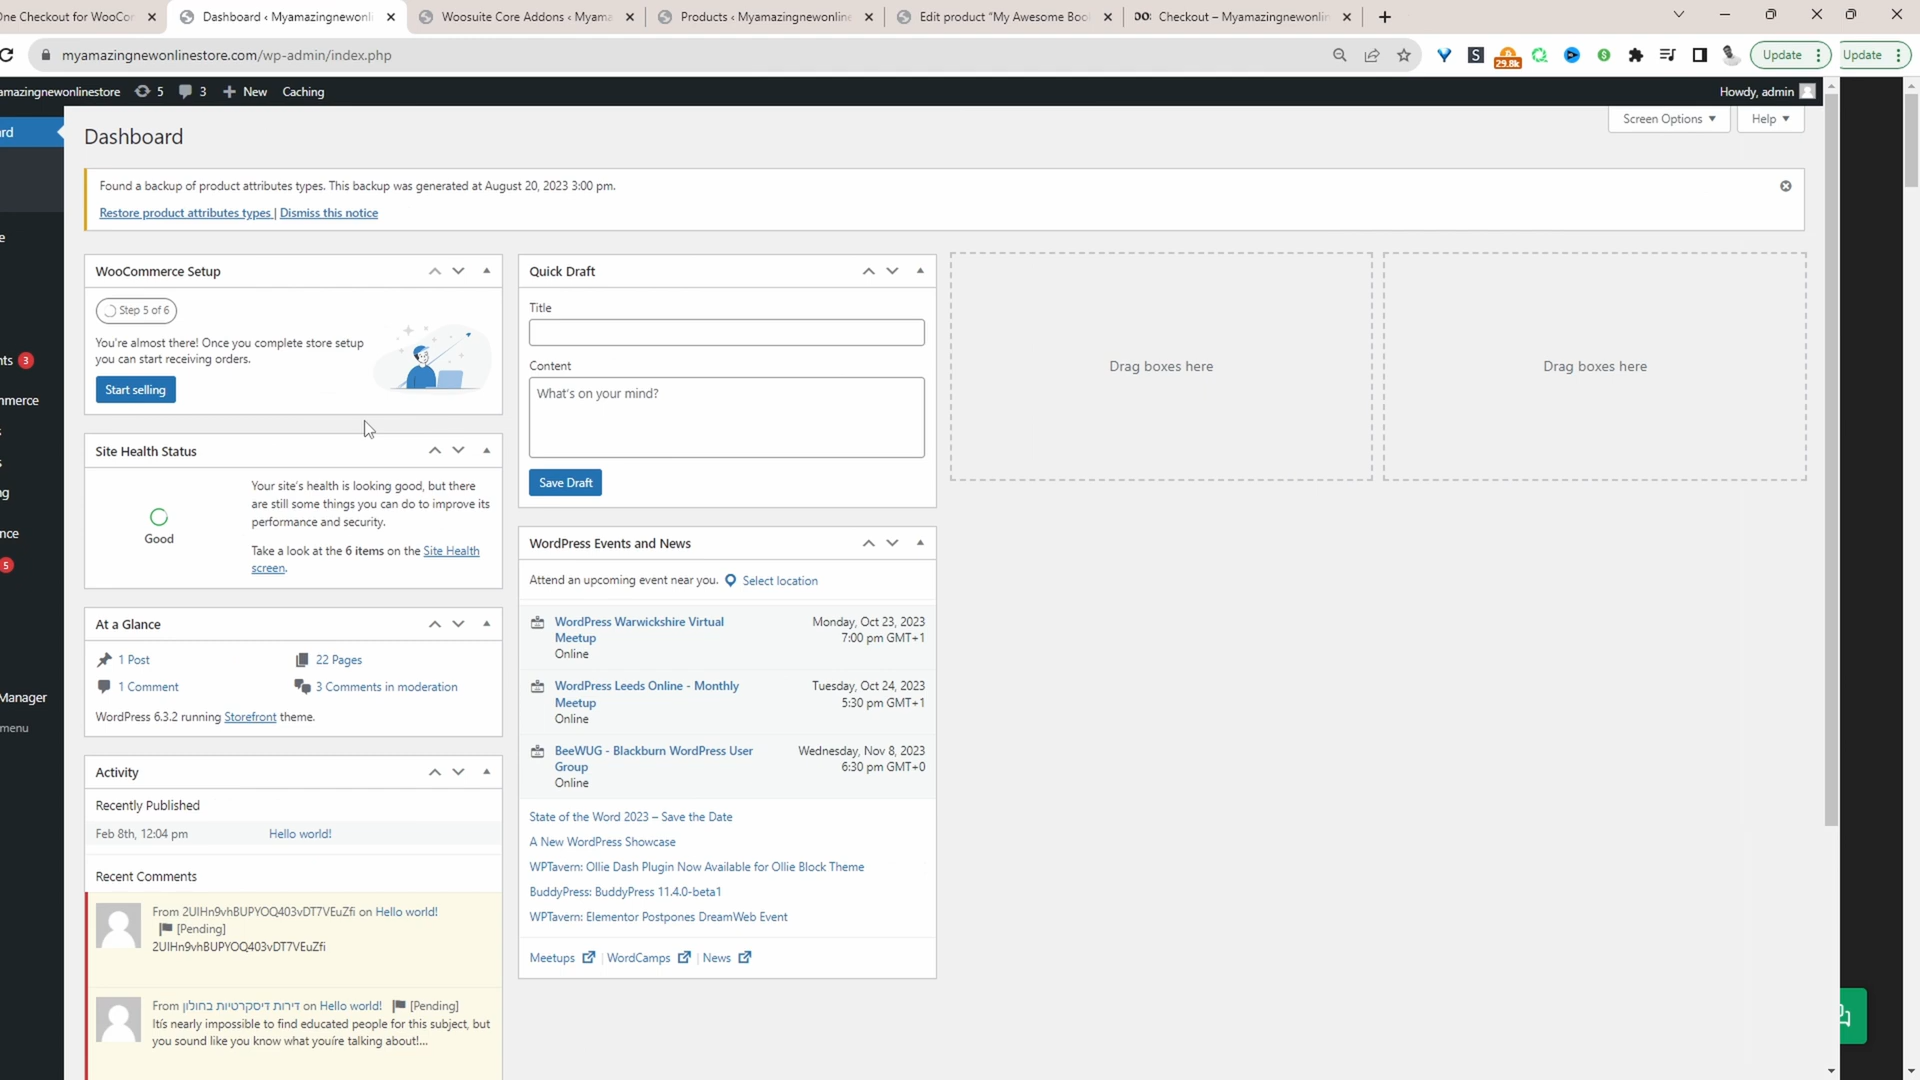 One Checkout for WooCor
Dashboard ‹ Myamazingnewonli
Woosuite Core Addons ‹ Myama
Products ‹ Myamazingnewonline
Edit product "My Awesome Boo
Checkout – Myamazingnewonlin
myamazingnewonlinestore.com/wp-admin/index.php
29.8k
Update
Update
amazingnewonlinestore
5
3
New
Caching
Howdy, admin
rd
Dashboard
Screen Options
Help
Found a backup of product attributes types. This backup was generated at August 20, 2023 3:00 pm.
Restore product attributes types | Dismiss this notice
e
nts 3
mmerce
s
s
ng
nce
5
Manager
menu
WooCommerce Setup
Step 5 of 6
You're almost there! Once you complete store setup
you can start receiving orders.
Start selling
Site Health Status
Good
Your site's health is looking good, but there
are still some things you can do to improve its
performance and security.
Take a look at the 6 items on the Site Health
screen.
At a Glance
1 Post
22 Pages
1 Comment
3 Comments in moderation
WordPress 6.3.2 running Storefront theme.
Activity
Recently Published
Feb 8th, 12:04 pm
Hello world!
Recent Comments
From 2UIHn9vhBUPYOQ403vDT7VEuZfi on Hello world!
[Pending]
2UIHn9vhBUPYOQ403vDT7VEuZfi
From דירות דיסקרטיות בחולון on Hello world! [Pending]
Itís nearly impossible to find educated people for this subject, but
you sound like you know what youíre talking about!…
Quick Draft
Title
Content
What's on your mind?
Save Draft
WordPress Events and News
Attend an upcoming event near you. Select location
WordPress Warwickshire Virtual
Meetup
Online
Monday, Oct 23, 2023
7:00 pm GMT+1
WordPress Leeds Online - Monthly
Meetup
Online
Tuesday, Oct 24, 2023
5:30 pm GMT+1
BeeWUG - Blackburn WordPress User
Group
Online
Wednesday, Nov 8, 2023
6:30 pm GMT+0
State of the Word 2023 – Save the Date
A New WordPress Showcase
WPTavern: Ollie Dash Plugin Now Available for Ollie Block Theme
BuddyPress: BuddyPress 11.4.0-beta1
WPTavern: Elementor Postpones DreamWeb Event
Meetups | WordCamps | News
Drag boxes here
Drag boxes here